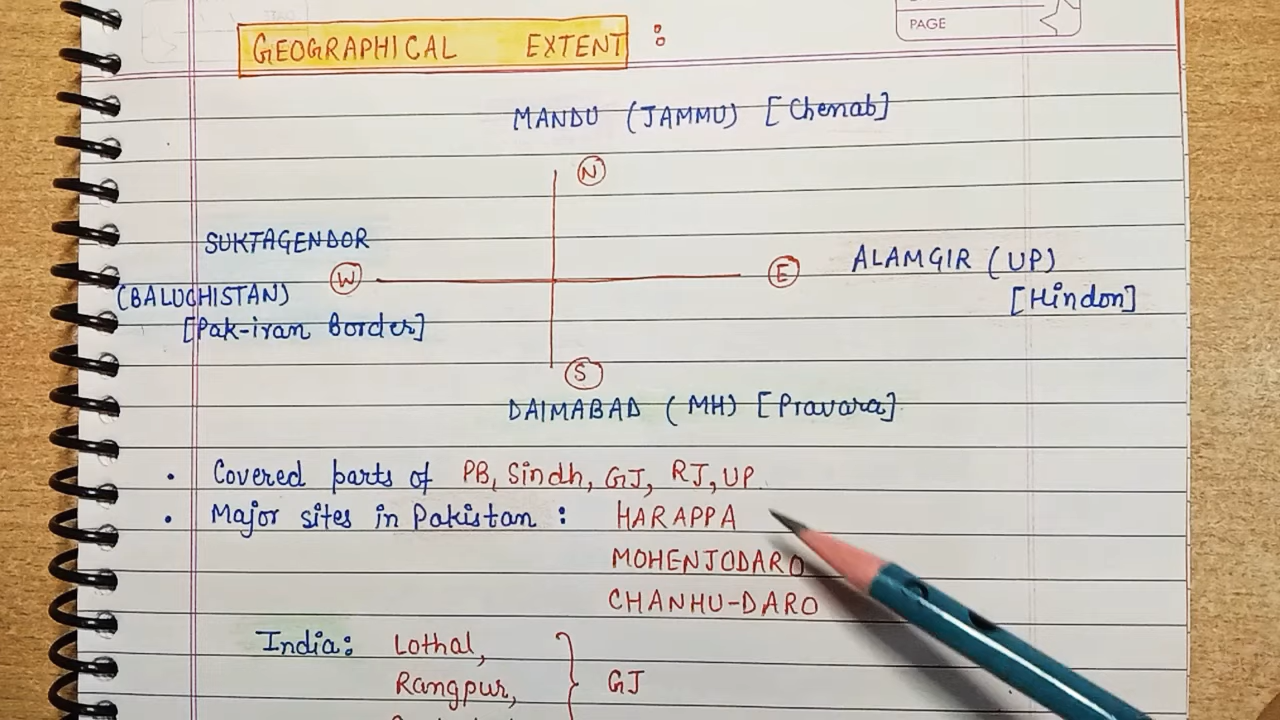 PAGE
GEOGRAPHICAL EXTENT :
MANDU (JAMMU) [Chenab]
N
SUKTAGENDOR
W
E
ALAMGIR (UP)
(BALUCHISTAN)
[Hindon]
[Pak-iran Border]
S
DAIMABAD (MH) [Pravara]
• Covered parts of PB, Sindh, GJ, RJ, UP
• Major sites in Pakistan : HARAPPA
MOHENJODARO
CHANHU-DARO
India: Lothal,
Rangpur, } GJ